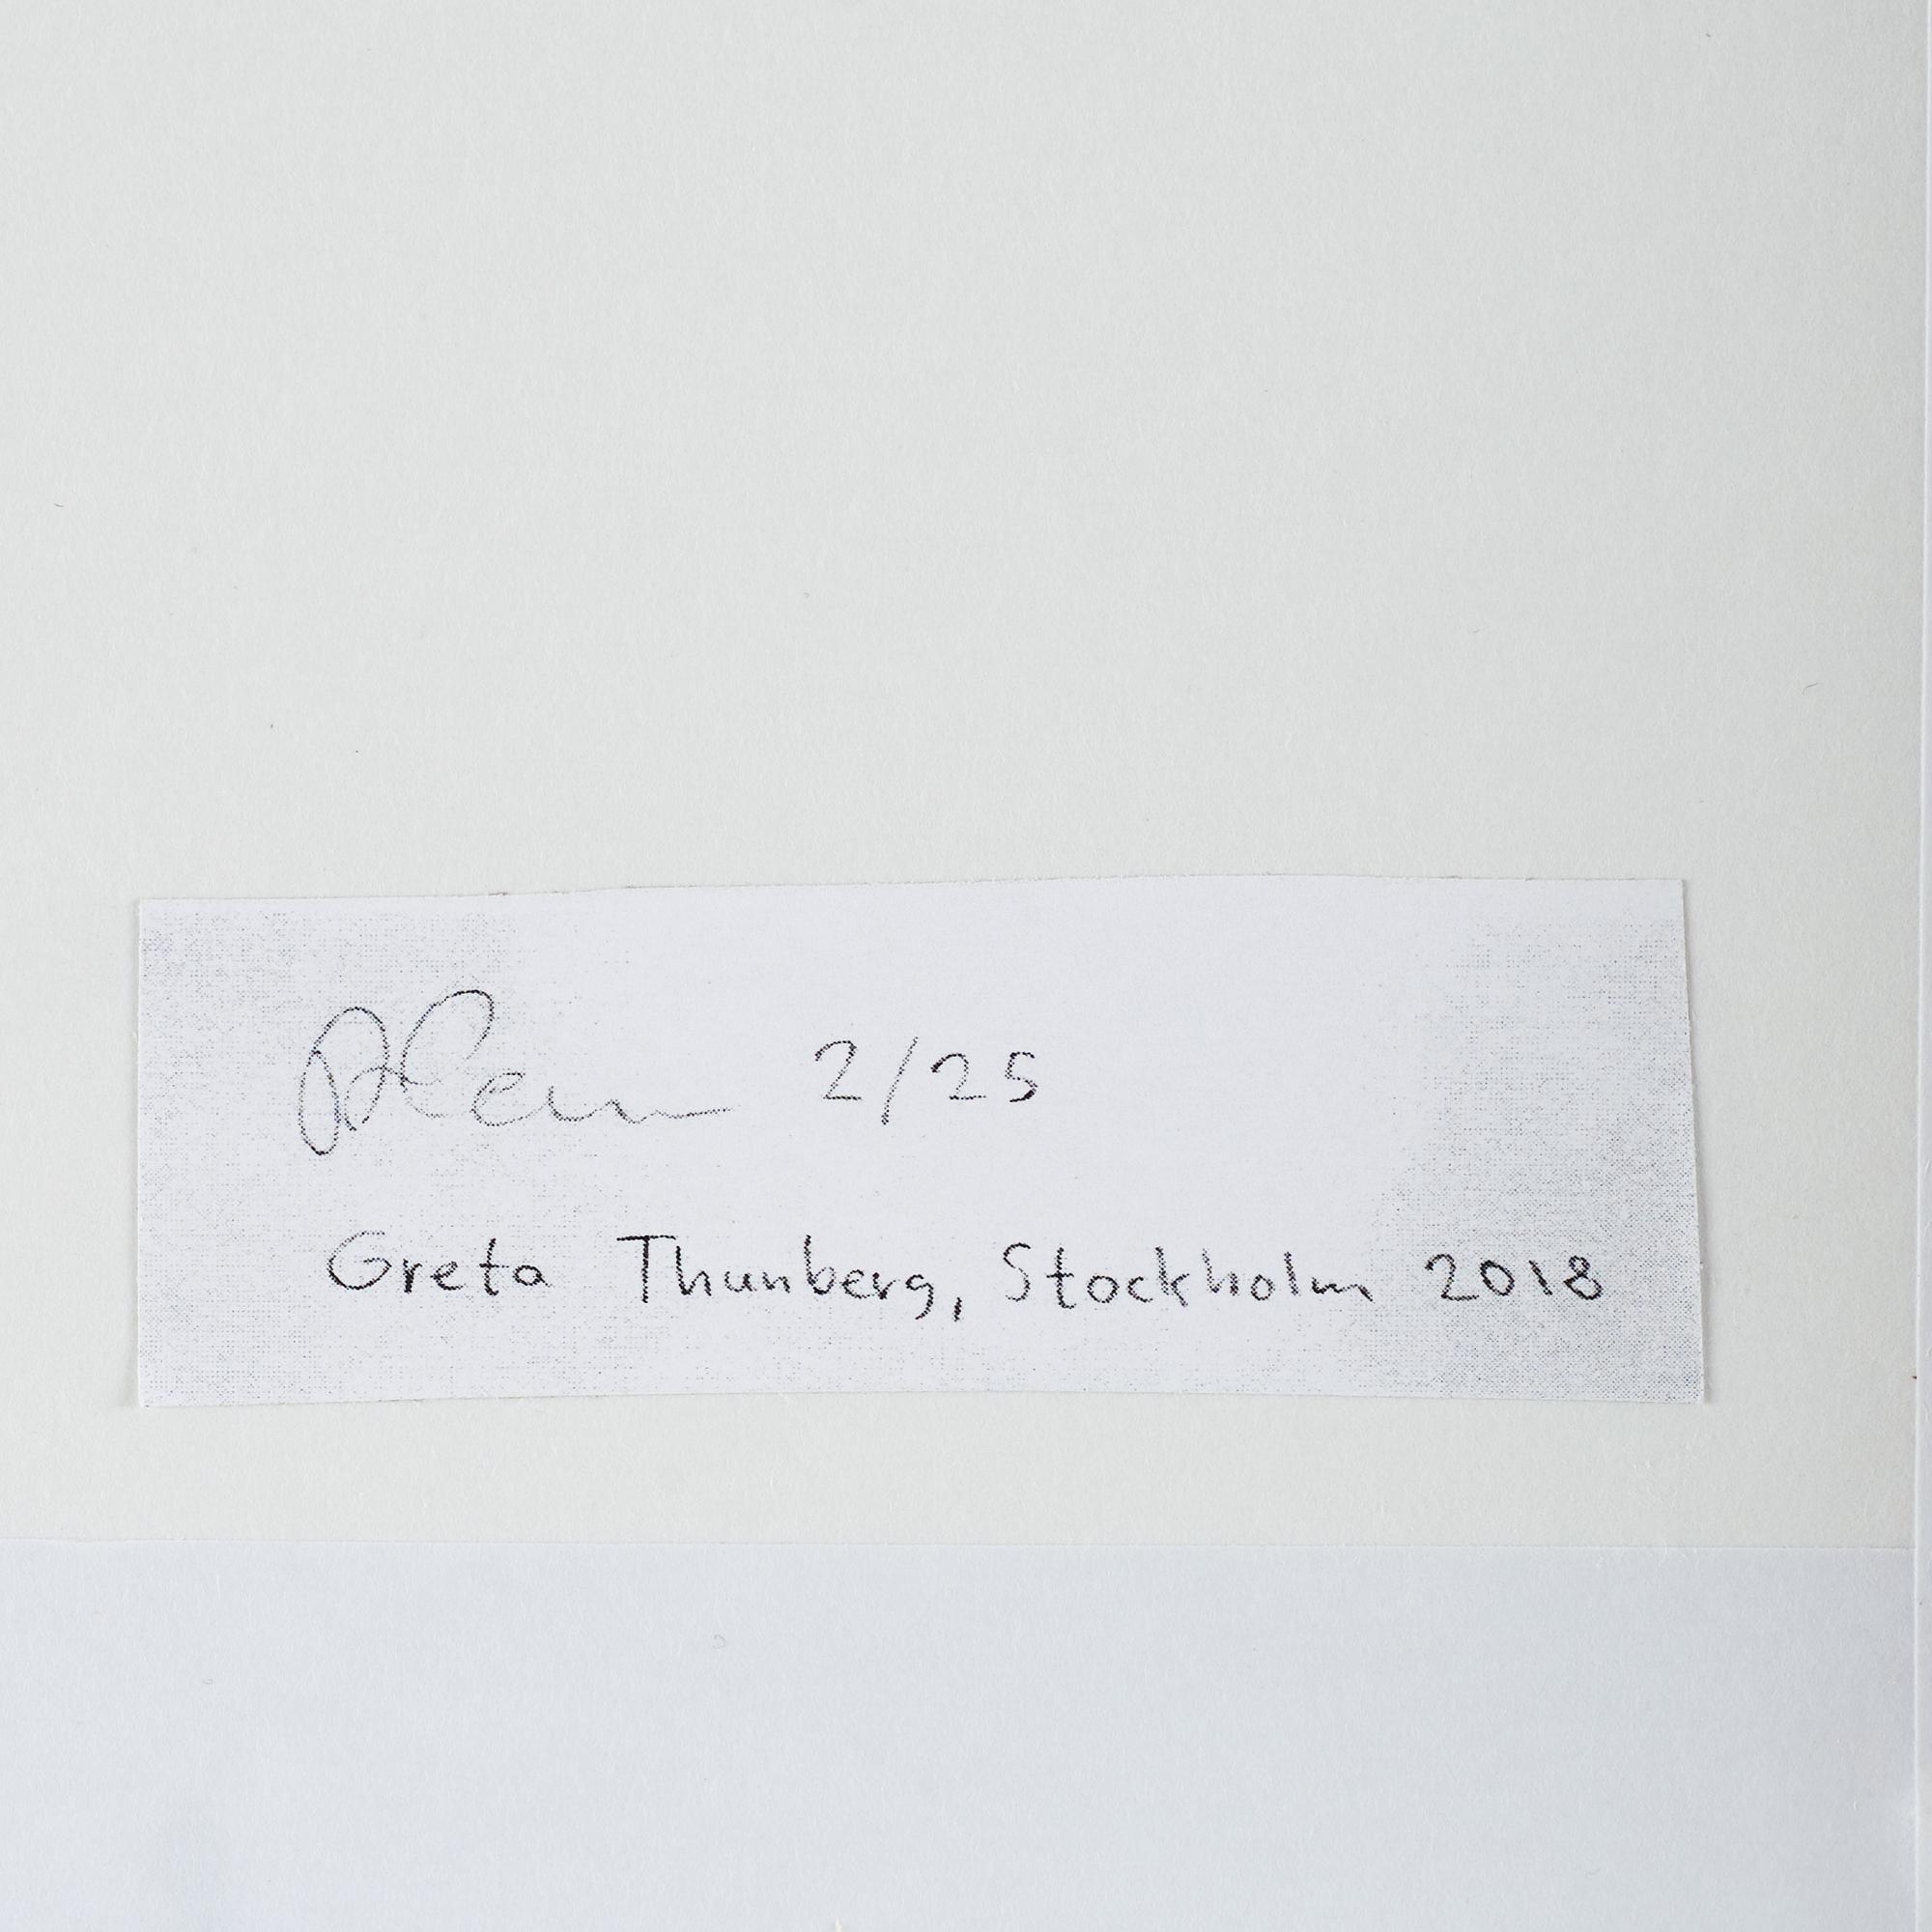 2/25
Greta Thunberg, Stockholm 2018